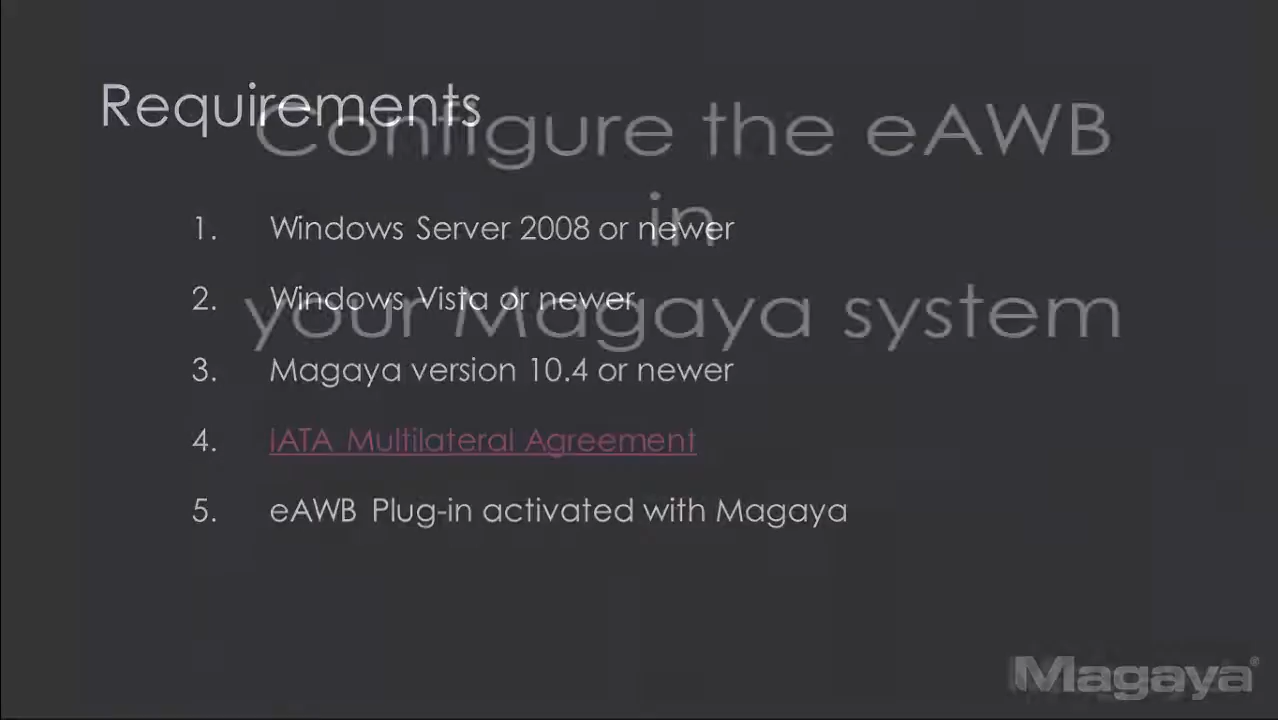 Requirements
Configure the eAWB
in
your Magaya system
1. Windows Server 2008 or newer
2. Windows Vista or newer
3. Magaya version 10.4 or newer
4. IATA Multilateral Agreement
5. eAWB Plug-in activated with Magaya
Magaya®